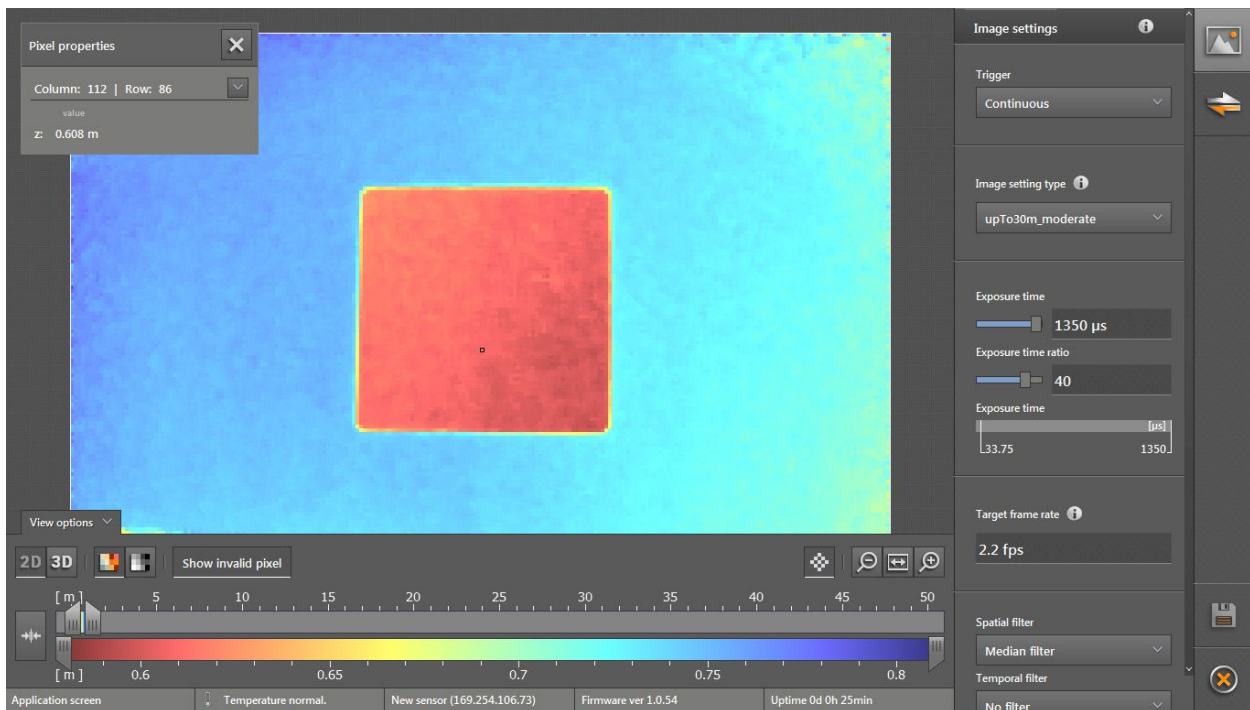 Pixel properties
Column: 112 | Row: 86
value
z: 0.608 m
Image settings
Trigger
Continuous
Image setting type
upTo30m_moderate
Exposure time
1350 µs
Exposure time ratio
40
Exposure time
[µs]
33.75 1350
Target frame rate
2.2 fps
Spatial filter
Median filter
Temporal filter
No filter
View options
2D 3D Show invalid pixel
[ m ] 5 10 15 20 25 30 35 40 45 50
[ m ] 0.6 0.65 0.7 0.75 0.8
Application screen Temperature normal. New sensor (169.254.106.73) Firmware ver 1.0.54 Uptime 0d 0h 25min